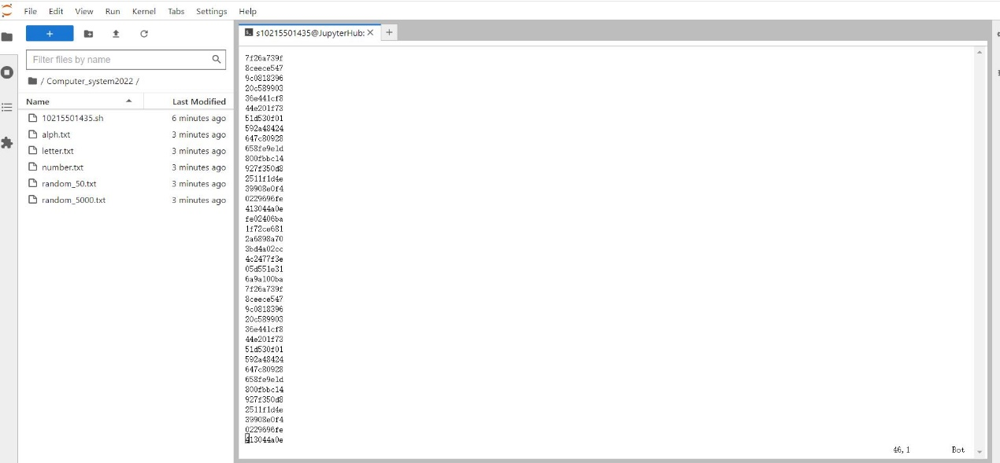 File Edit View Run Kernel Tabs Settings Help
+
Filter files by name
/ Computer_system2022 /
Name Last Modified
10215501435.sh 6 minutes ago
alph.txt 3 minutes ago
letter.txt 3 minutes ago
number.txt 3 minutes ago
random_50.txt 3 minutes ago
random_5000.txt 3 minutes ago
s10215501435@JupyterHub: × +
7f26a739f
8ceece547
9c0818396
20c589903
36e441cf8
44e201f73
51d530f01
592a48424
647c80928
658fe9e1d
800fbbc14
927f350d8
2511f1d4e
39908e0f4
0229696fe
413044a0e
fe02406ba
1f72ce681
2a6898a70
3bd4a02cc
4c2477f3e
05d551e31
6a9a100ba
7f26a739f
8ceece547
9c0818396
20c589903
36e441cf8
44e201f73
51d530f01
592a48424
647c80928
658fe9e1d
800fbbc14
927f350d8
2511f1d4e
39908e0f4
0229696fe
413044a0e
46,1 Bot